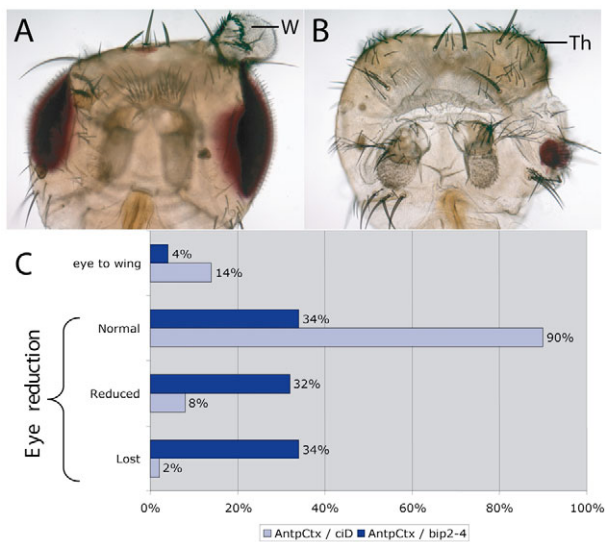 A
W
B
Th
C
eye to wing
4%
14%
Normal
34%
90%
Eye reduction
Reduced
32%
8%
Lost
34%
2%
0% 20% 40% 60% 80% 100%
AntpCtx / ciD AntpCtx / bip2-4